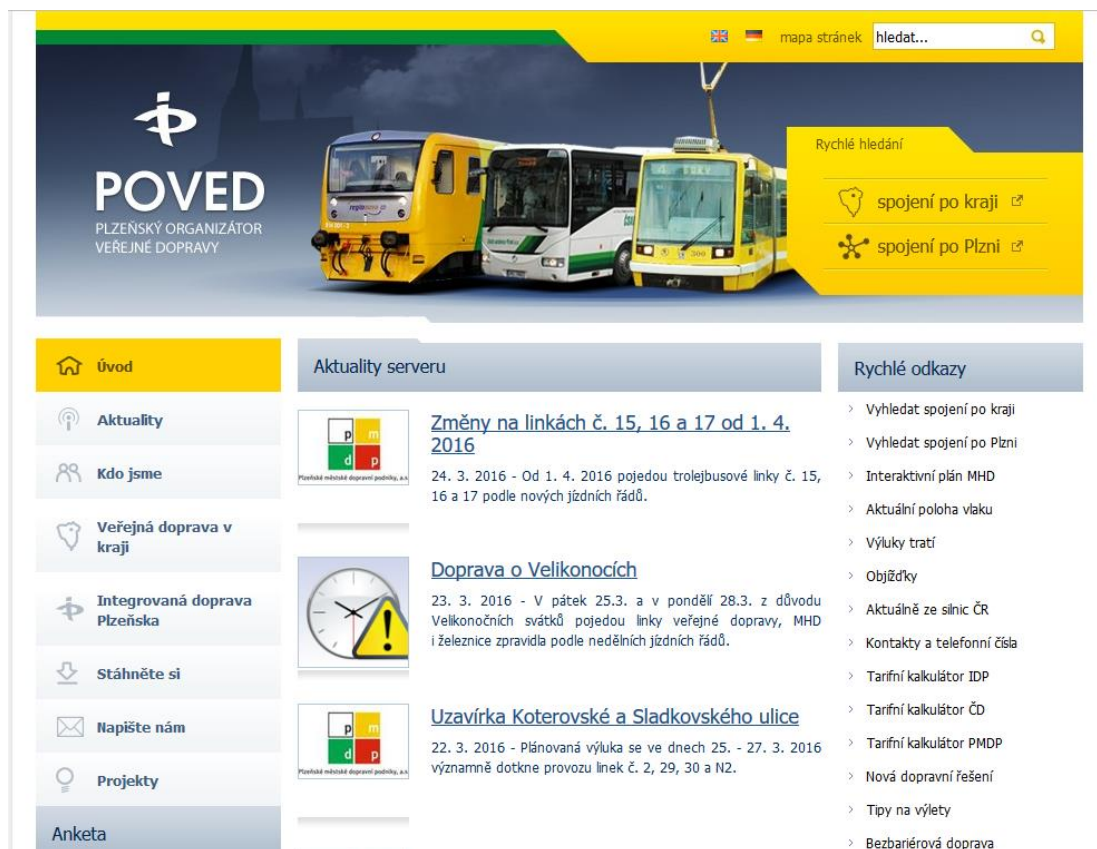 mapa stránek
hledat...
POVED
PLZEŇSKÝ ORGANIZÁTOR
VEŘEJNÉ DOPRAVY
Rychlé hledání
spojení po kraji
spojení po Plzni
Úvod
Aktuality
Kdo jsme
Veřejná doprava v
kraji
Integrovaná doprava
Plzeňska
Stáhněte si
Napište nám
Projekty
Anketa
Aktuality serveru
p m
d p
Plzeňské městské dopravní podniky, a.s.
Změny na linkách č. 15, 16 a 17 od 1. 4.
2016
24. 3. 2016 - Od 1. 4. 2016 pojedou trolejbusové linky č. 15,
16 a 17 podle nových jízdních řádů.
Doprava o Velikonocích
23. 3. 2016 - V pátek 25.3. a v pondělí 28.3. z důvodu
Velikonočních svátků pojedou linky veřejné dopravy, MHD
i železnice zpravidla podle nedělních jízdních řádů.
p m
d p
Plzeňské městské dopravní podniky, a.s.
Uzavírka Koterovské a Sladkovského ulice
22. 3. 2016 - Plánovaná výluka se ve dnech 25. - 27. 3. 2016
významně dotkne provozu linek č. 2, 29, 30 a N2.
Rychlé odkazy
Vyhledat spojení po kraji
Vyhledat spojení po Plzni
Interaktivní plán MHD
Aktuální poloha vlaku
Výluky tratí
Objížďky
Aktuálně ze silnic ČR
Kontakty a telefonní čísla
Tarifní kalkulátor IDP
Tarifní kalkulátor ČD
Tarifní kalkulátor PMDP
Nová dopravní řešení
Tipy na výlety
Bezbariérová doprava